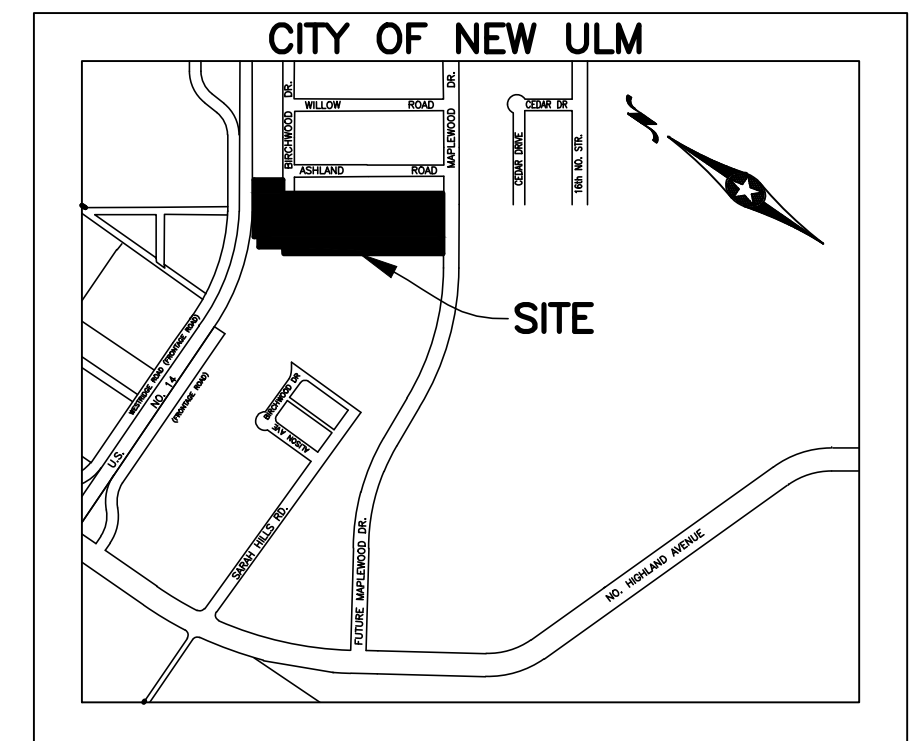 CITY OF NEW ULM
BIRCHWOOD DR.
WILLOW ROAD
MAPLEWOOD DR.
CEDAR DR
CEDAR DRIVE
16th NO. STR.
N
ASHLAND ROAD
SITE
WESTRIDGE ROAD (FRONTAGE ROAD)
U.S. NO. 14
(FRONTAGE ROAD)
BIRCHWOOD DR
ALISON AVE
SARAH HILLS RD.
FUTURE MAPLEWOOD DR.
NO. HIGHLAND AVENUE